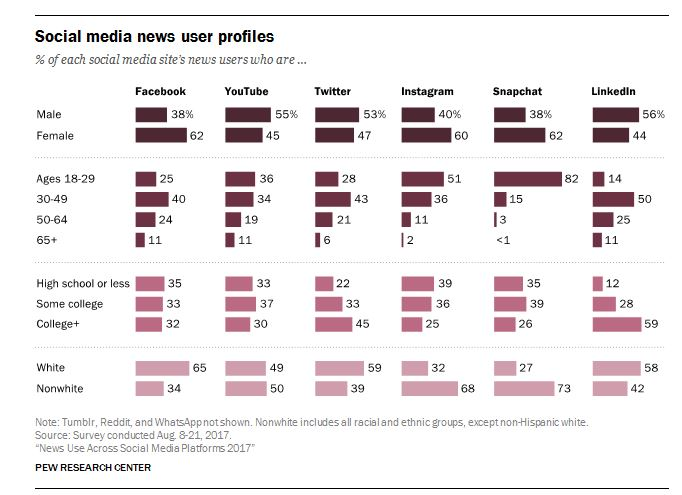 Social media news user profiles
% of each social media site's news users who are ...
Facebook YouTube Twitter Instagram Snapchat LinkedIn
Male 38% 55% 53% 40% 38% 56%
Female 62 45 47 60 62 44
Ages 18-29 25 36 28 51 82 14
30-49 40 34 43 36 15 50
50-64 24 19 21 11 3 25
65+ 11 11 6 2 <1 11
High school or less 35 33 22 39 35 12
Some college 33 37 33 36 39 28
College+ 32 30 45 25 26 59
White 65 49 59 32 27 58
Nonwhite 34 50 39 68 73 42
Note: Tumblr, Reddit, and WhatsApp not shown. Nonwhite includes all racial and ethnic groups, except non-Hispanic white.
Source: Survey conducted Aug. 8-21, 2017.
"News Use Across Social Media Platforms 2017"
PEW RESEARCH CENTER